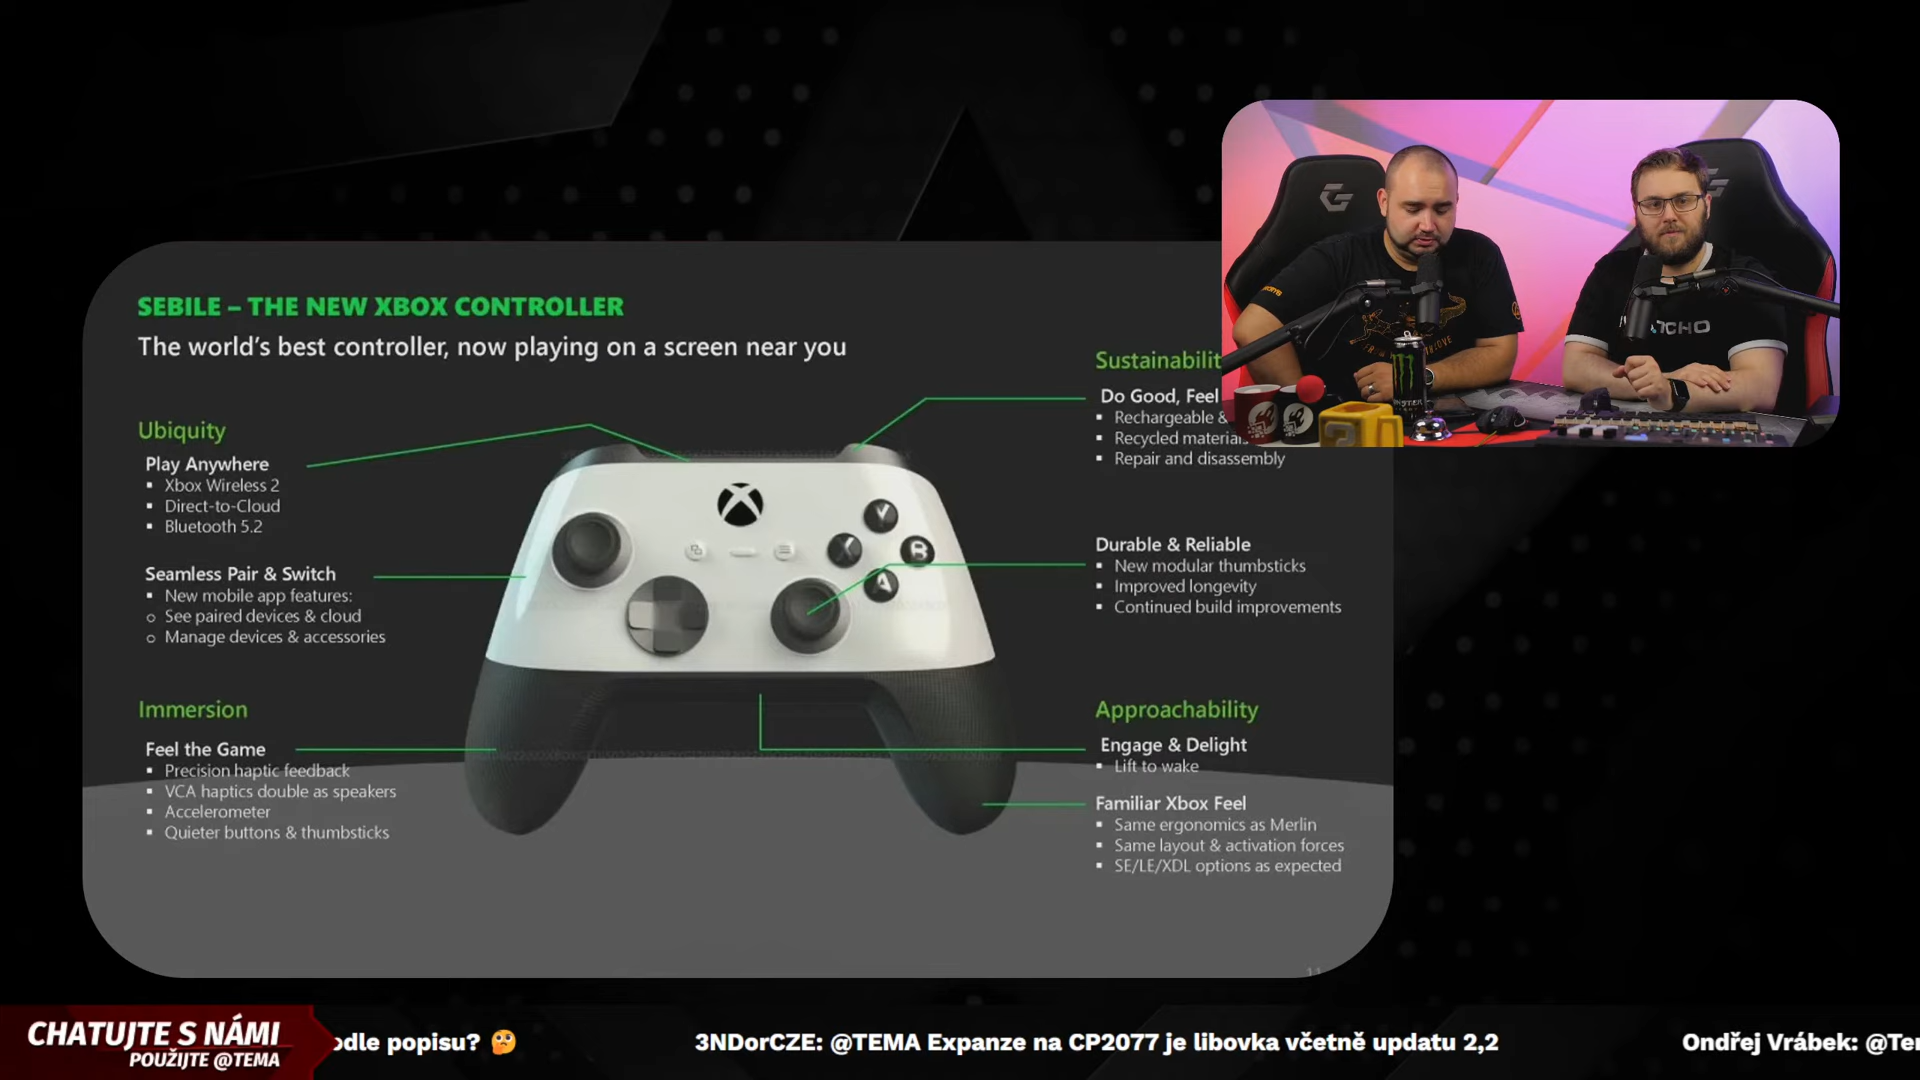 SEBILE – THE NEW XBOX CONTROLLER
The world's best controller, now playing on a screen near you
Ubiquity
Play Anywhere
▪ Xbox Wireless 2
▪ Direct-to-Cloud
▪ Bluetooth 5.2
Seamless Pair & Switch
▪ New mobile app features:
○ See paired devices & cloud
○ Manage devices & accessories
Immersion
Feel the Game
▪ Precision haptic feedback
▪ VCA haptics double as speakers
▪ Accelerometer
▪ Quieter buttons & thumbsticks
Y
X
B
A
Do Good, Feel
▪ Rechargeable &
▪ Recycled materials
▪ Repair and disassembly
Durable & Reliable
▪ New modular thumbsticks
▪ Improved longevity
▪ Continued build improvements
Approachability
Engage & Delight
▪ Lift to wake
Familiar Xbox Feel
▪ Same ergonomics as Merlin
▪ Same layout & activation forces
▪ SE/LE/XDL options as expected
11
CHATUJTE S NÁMI
POUŽIJTE @TEMA
popisu? 🤔
3NDorCZE: @TEMA Expanze na CP2077 je libovka včetně updatu 2,2
Ondřej Vrábek: